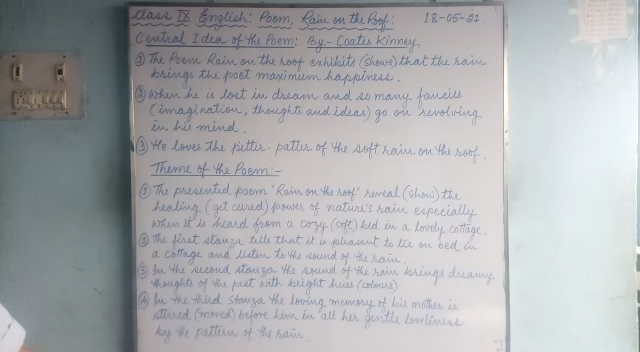 Class IX English: Poem, Rain on the Roof: 18-05-21
Central Idea of the Poem: By- Coates Kinney
① The Poem Rain on the roof exhibits (shows) that the rain
brings the poet maximum happiness.
② When he is lost in dream and so many fancies
(imagination, thoughts and ideas) go on revolving
in his mind.
③ He loves the pitter-patter of the soft rain on the roof.
Theme of the Poem:-
① The presented poem "Rain on the roof" reveal (show) the
healing (get cured) power of nature's rain especially
when it is heard from a cozy (soft) bed in a lovely cottage.
② The first stanza tells that it is pleasant to lie on bed in
a cottage and listen to the sound of the rain.
③ In the second stanza the sound of the rain brings dreamy
thoughts of the past with bright hues (colours)
④ In the third stanza the loving memory of his mother is
stired (moved) before him in all her gentle loveliness
by the pattern of the rain.